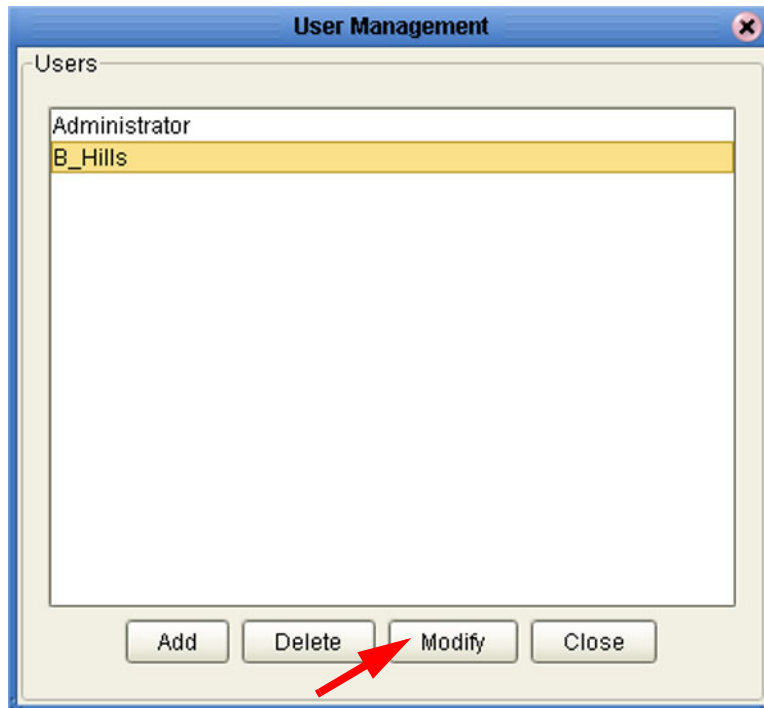 User Management
Users
Administrator
B_Hills
Add Delete Modify Close